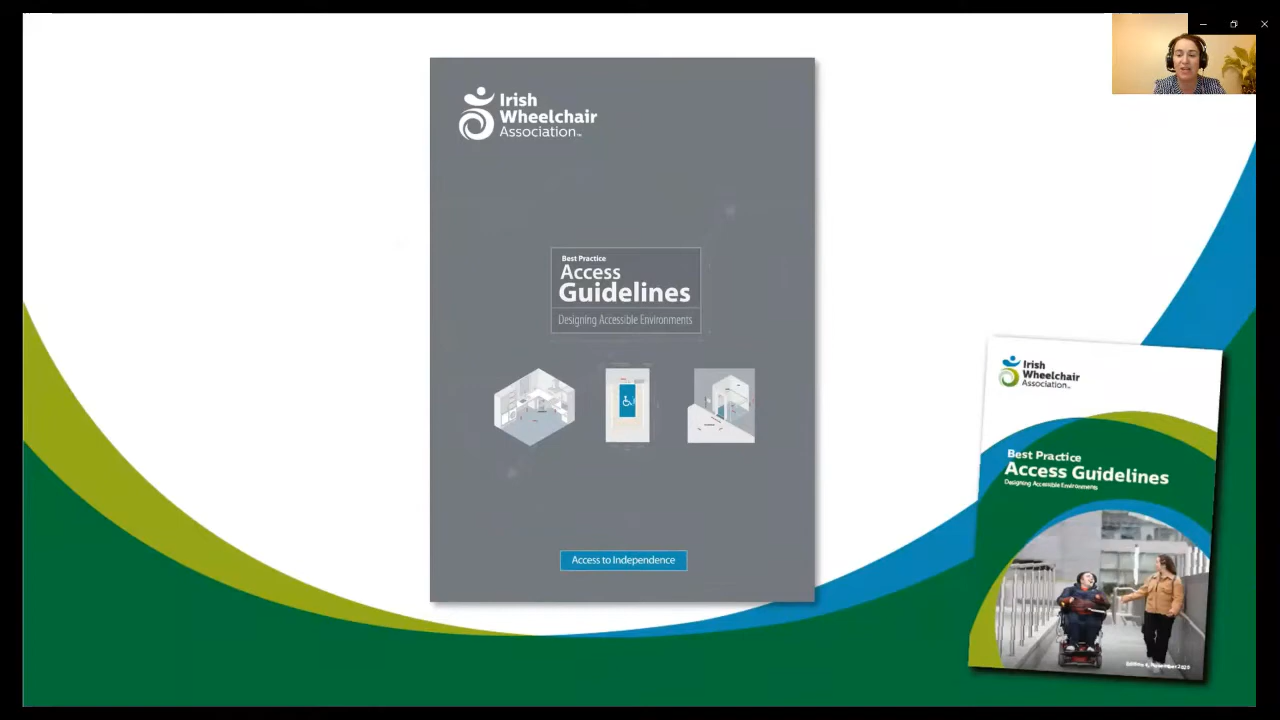 Irish
Wheelchair
Association™
Best Practice
Access
Guidelines
Designing Accessible Environments
Access to Independence
Irish
Wheelchair
Association
Best Practice
Access Guidelines
Designing Accessible Environments